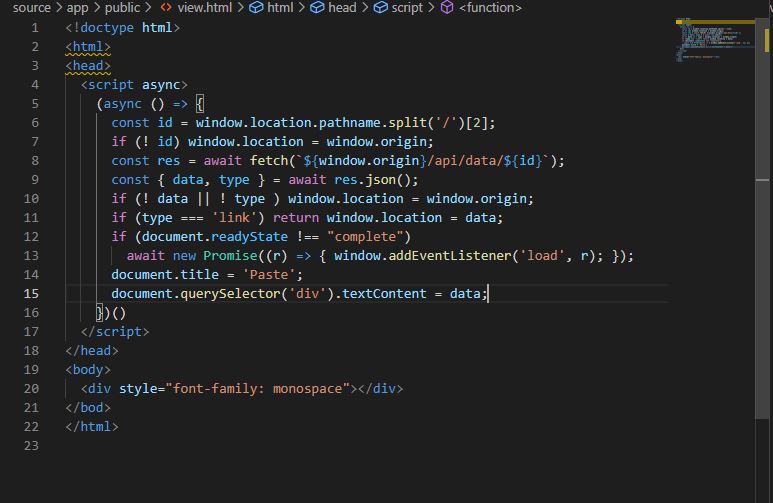 source > app > public > <> view.html > html > head > script > <function>
1 <!doctype html>
2 <html>
3 <head>
4   <script async>
5     (async () => {
6       const id = window.location.pathname.split('/')[2];
7       if (! id) window.location = window.origin;
8       const res = await fetch(`${window.origin}/api/data/${id}`);
9       const { data, type } = await res.json();
10       if (! data || ! type ) window.location = window.origin;
11       if (type === 'link') return window.location = data;
12       if (document.readyState !== "complete")
13         await new Promise((r) => { window.addEventListener('load', r); });
14       document.title = 'Paste';
15       document.querySelector('div').textContent = data;
16     })()
17   </script>
18 </head>
19 <body>
20   <div style="font-family: monospace"></div>
21 </bod>
22 </html>
23